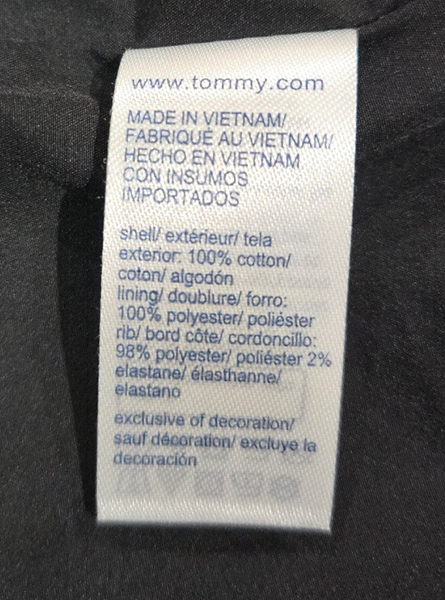 www.tommy.com
MADE IN VIETNAM/
FABRIQUÉ AU VIETNAM/
HECHO EN VIETNAM
CON INSUMOS
IMPORTADOS
shell/ extérieur/ tela
exterior: 100% cotton/
coton/ algodón
lining/ doublure/ forro:
100% polyester/ poliéster
rib/ bord côte/ cordoncillo:
98% polyester/ poliéster 2%
elastane/ élasthanne/
elastano
exclusive of decoration/
sauf décoration/ excluye la
decoración